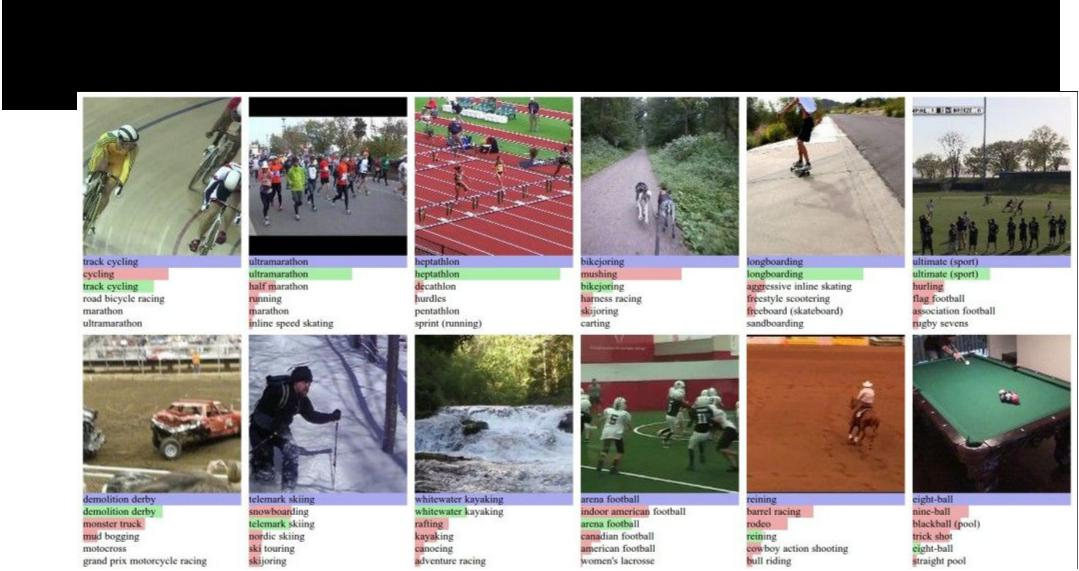 track cycling
cycling
track cycling
road bicycle racing
marathon
ultramarathon
ultramarathon
ultramarathon
half marathon
running
marathon
inline speed skating
heptathlon
heptathlon
decathlon
hurdles
pentathlon
sprint (running)
bikejoring
mushing
bikejoring
harness racing
skijoring
carting
longboarding
longboarding
aggressive inline skating
freestyle scootering
freeboard (skateboard)
sandboarding
ultimate (sport)
ultimate (sport)
hurling
flag football
association football
rugby sevens
demolition derby
demolition derby
monster truck
mud bogging
motocross
grand prix motorcycle racing
telemark skiing
snowboarding
telemark skiing
nordic skiing
ski touring
skijoring
whitewater kayaking
whitewater kayaking
rafting
kayaking
canoeing
adventure racing
arena football
indoor american football
arena football
canadian football
american football
women's lacrosse
reining
barrel racing
rodeo
reining
cowboy action shooting
bull riding
eight-ball
nine-ball
blackball (pool)
trick shot
eight-ball
straight pool